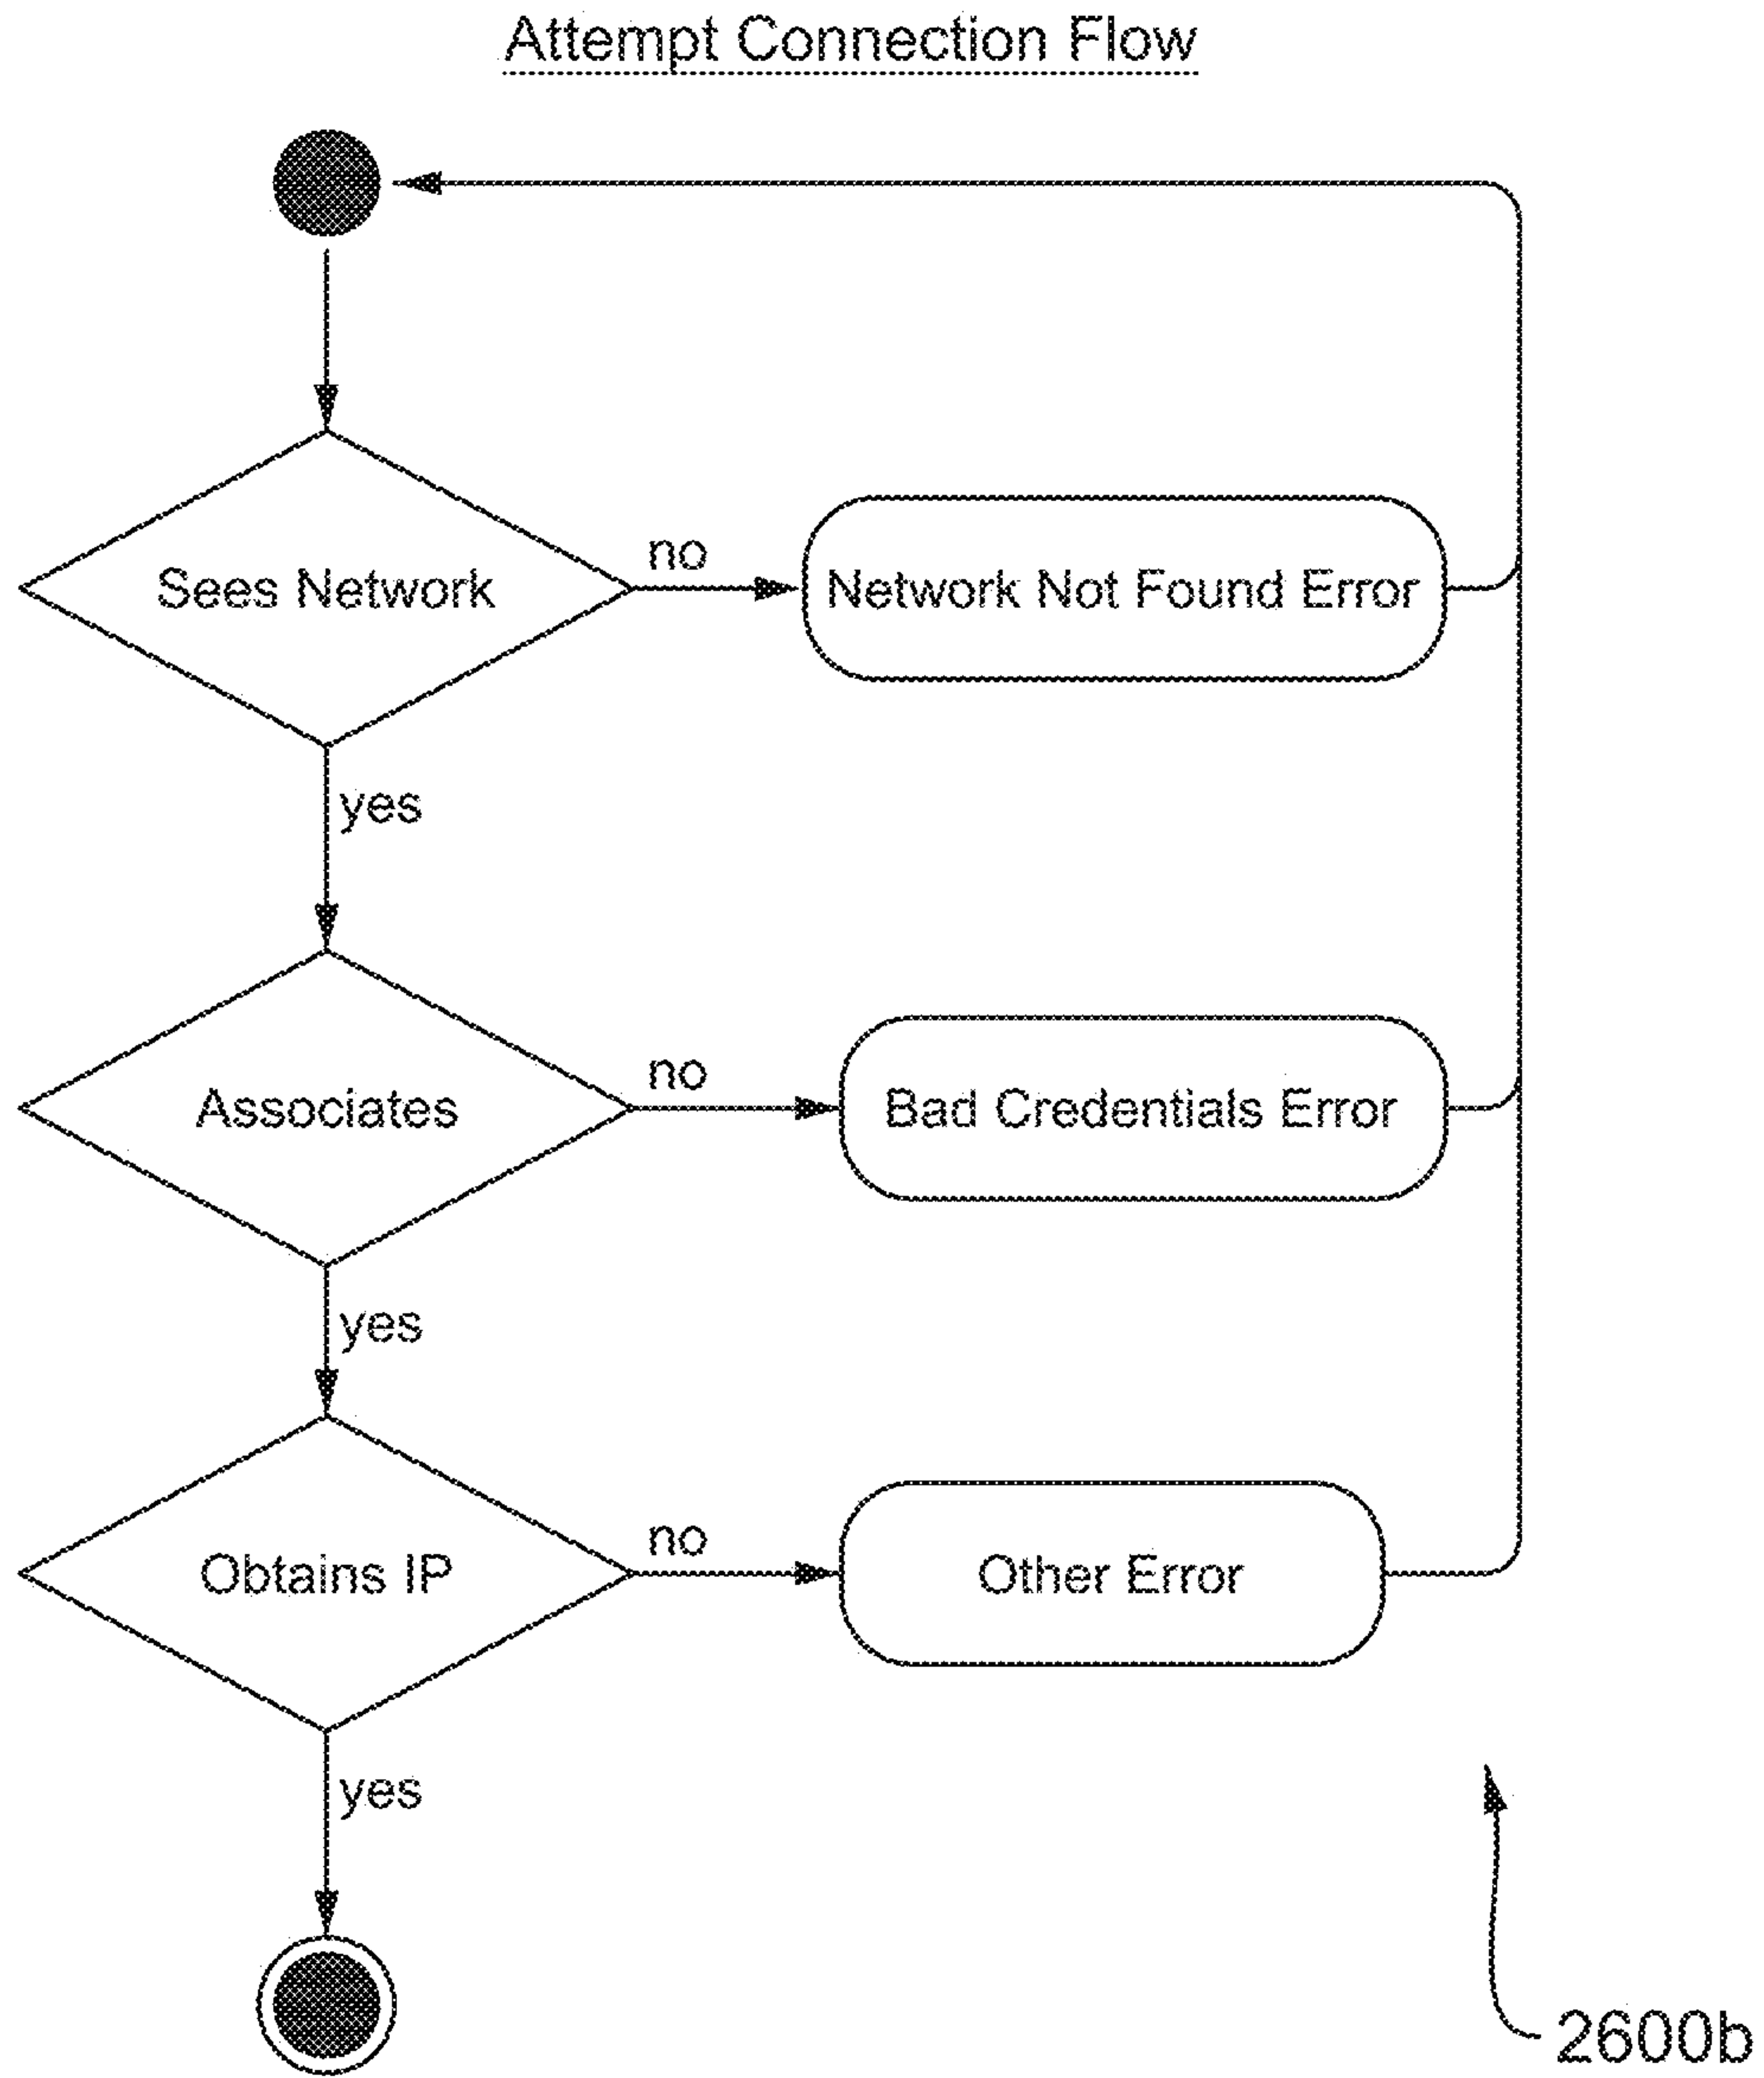 Attempt Connection Flow
Sees Network
no
Network Not Found Error
yes
Associates
no
Bad Credentials Error
yes
Obtains IP
no
Other Error
yes
2600b